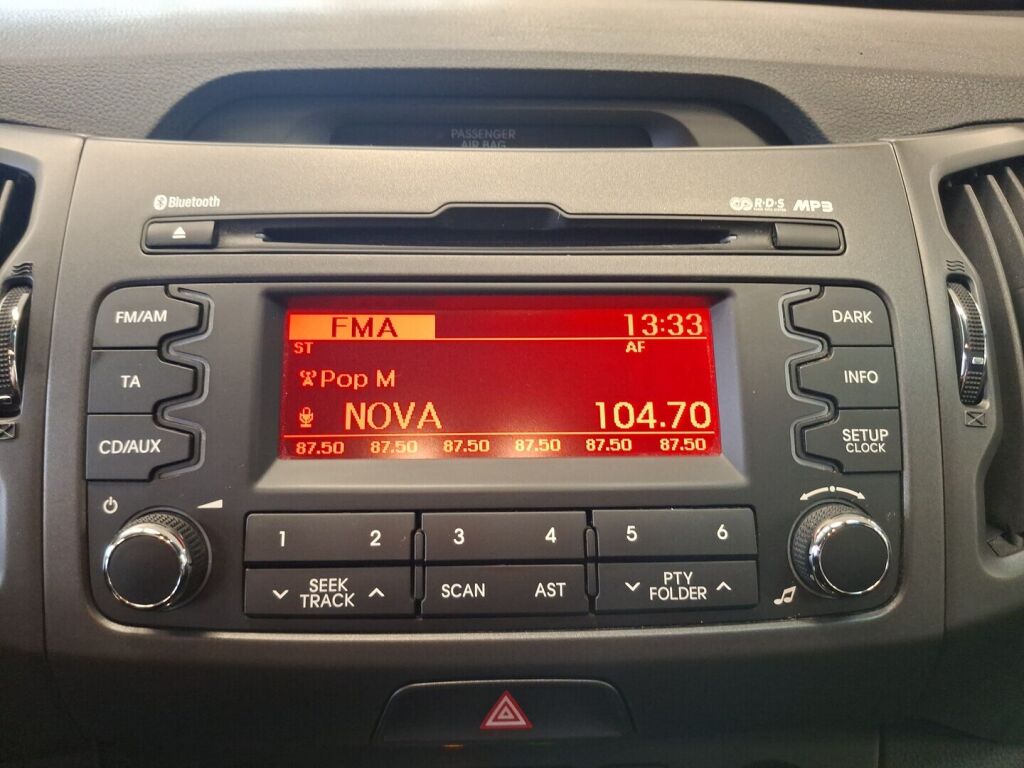 PASSENGER
AIR BAG
Bluetooth
R·D·S MP3
FM/AM
DARK
TA
INFO
CD/AUX
SETUP
CLOCK
FMA 13:33
ST AF
Pop M
NOVA 104.70
87.50 87.50 87.50 87.50 87.50 87.50
1 2 3 4 5 6
SEEK
TRACK
SCAN AST
PTY
FOLDER